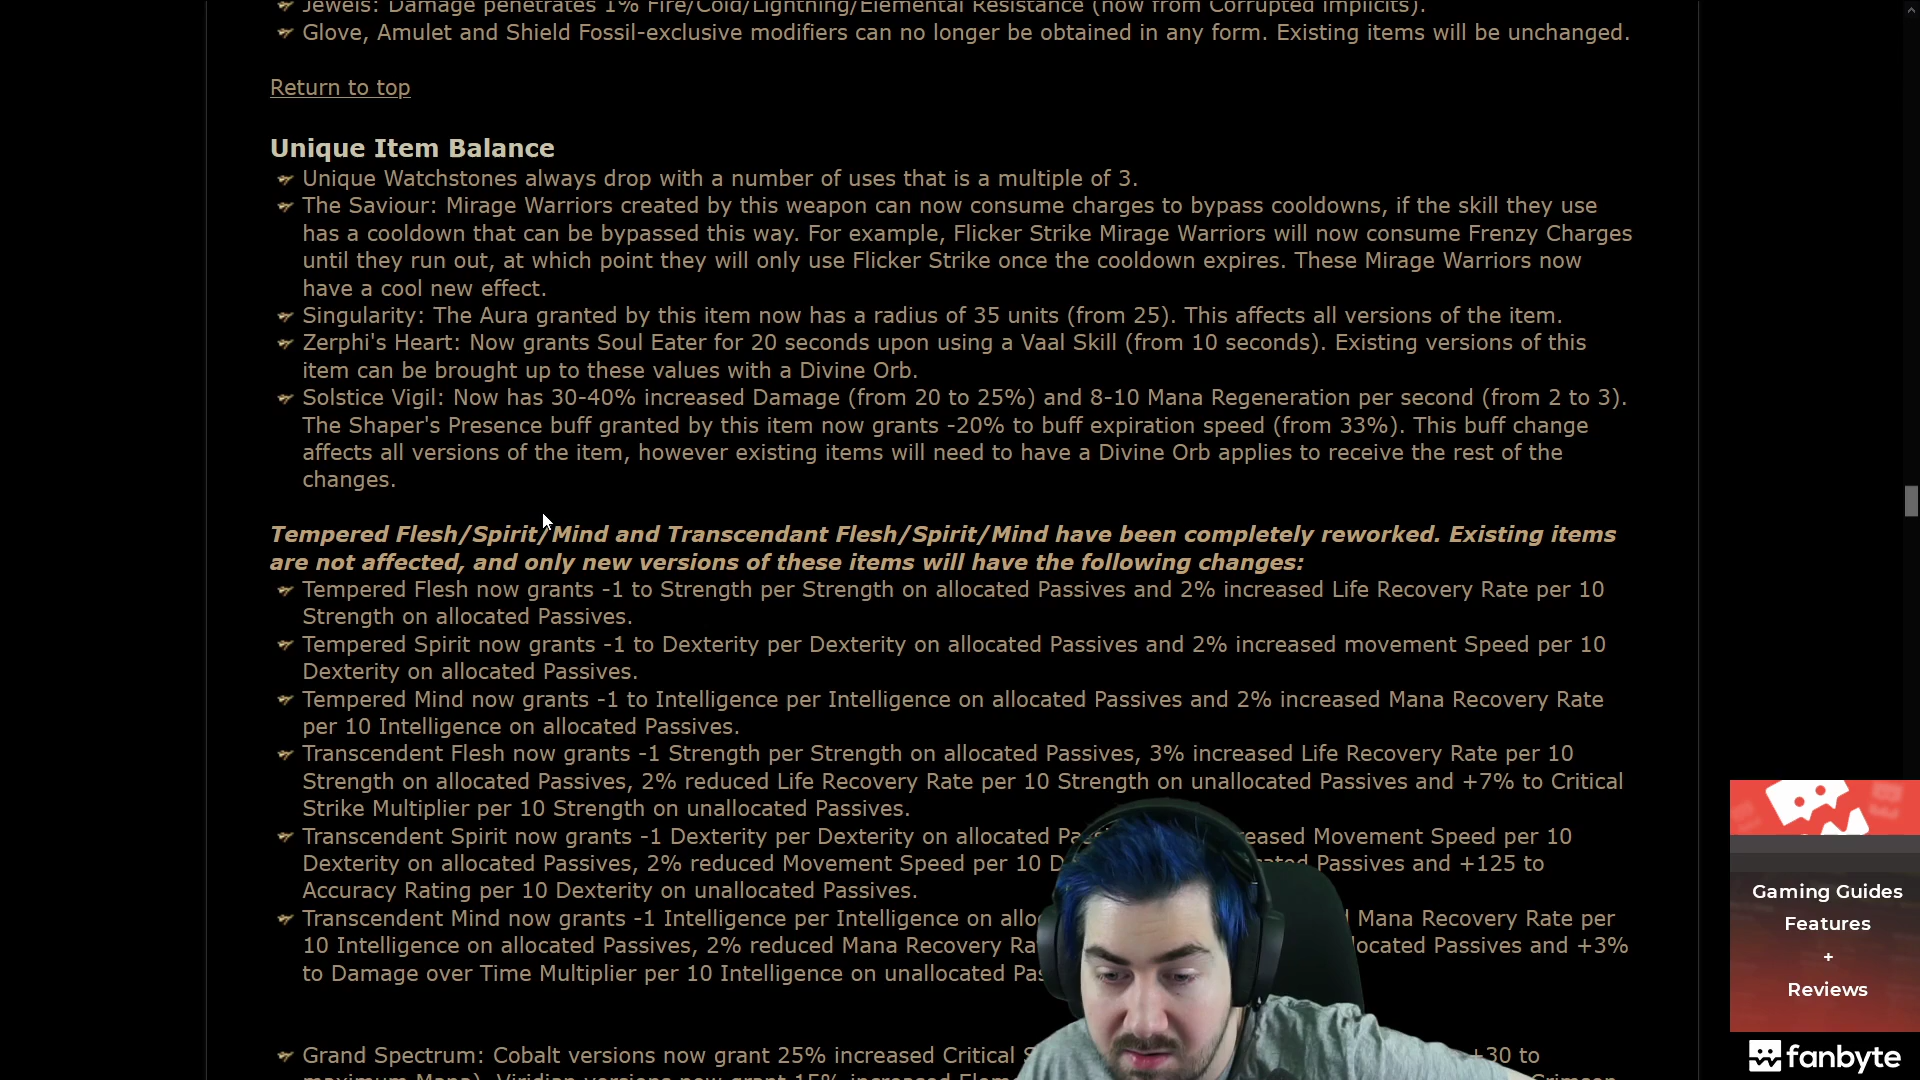 Jewels: Damage penetrates 1% Fire/Cold/Lightning/Elemental Resistance (now from Corrupted Implicits).
Glove, Amulet and Shield Fossil-exclusive modifiers can no longer be obtained in any form. Existing items will be unchanged.
Return to top
Unique Item Balance
Unique Watchstones always drop with a number of uses that is a multiple of 3.
The Saviour: Mirage Warriors created by this weapon can now consume charges to bypass cooldowns, if the skill they use
has a cooldown that can be bypassed this way. For example, Flicker Strike Mirage Warriors will now consume Frenzy Charges
until they run out, at which point they will only use Flicker Strike once the cooldown expires. These Mirage Warriors now
have a cool new effect.
Singularity: The Aura granted by this item now has a radius of 35 units (from 25). This affects all versions of the item.
Zerphi's Heart: Now grants Soul Eater for 20 seconds upon using a Vaal Skill (from 10 seconds). Existing versions of this
item can be brought up to these values with a Divine Orb.
Solstice Vigil: Now has 30-40% increased Damage (from 20 to 25%) and 8-10 Mana Regeneration per second (from 2 to 3).
The Shaper's Presence buff granted by this item now grants -20% to buff expiration speed (from 33%). This buff change
affects all versions of the item, however existing items will need to have a Divine Orb applies to receive the rest of the
changes.
Tempered Flesh/Spirit/Mind and Transcendant Flesh/Spirit/Mind have been completely reworked. Existing items
are not affected, and only new versions of these items will have the following changes:
Tempered Flesh now grants -1 to Strength per Strength on allocated Passives and 2% increased Life Recovery Rate per 10
Strength on allocated Passives.
Tempered Spirit now grants -1 to Dexterity per Dexterity on allocated Passives and 2% increased movement Speed per 10
Dexterity on allocated Passives.
Tempered Mind now grants -1 to Intelligence per Intelligence on allocated Passives and 2% increased Mana Recovery Rate
per 10 Intelligence on allocated Passives.
Transcendent Flesh now grants -1 Strength per Strength on allocated Passives, 3% increased Life Recovery Rate per 10
Strength on allocated Passives, 2% reduced Life Recovery Rate per 10 Strength on unallocated Passives and +7% to Critical
Strike Multiplier per 10 Strength on unallocated Passives.
Transcendent Spirit now grants -1 Dexterity per Dexterity on allocated Movement Speed per 10
Dexterity on allocated Passives, 2% reduced Movement Speed per 10 Passives and +125 to
Accuracy Rating per 10 Dexterity on unallocated Passives.
Transcendent Mind now grants -1 Intelligence per Intelligence on Mana Recovery Rate per
10 Intelligence on allocated Passives, 2% reduced Mana Recovery Passives and +3%
to Damage over Time Multiplier per 10 Intelligence on unallocated
Grand Spectrum: Cobalt versions now grant 25% increased Critical +30 to
Gaming Guides
Features
+
Reviews
fanbyte